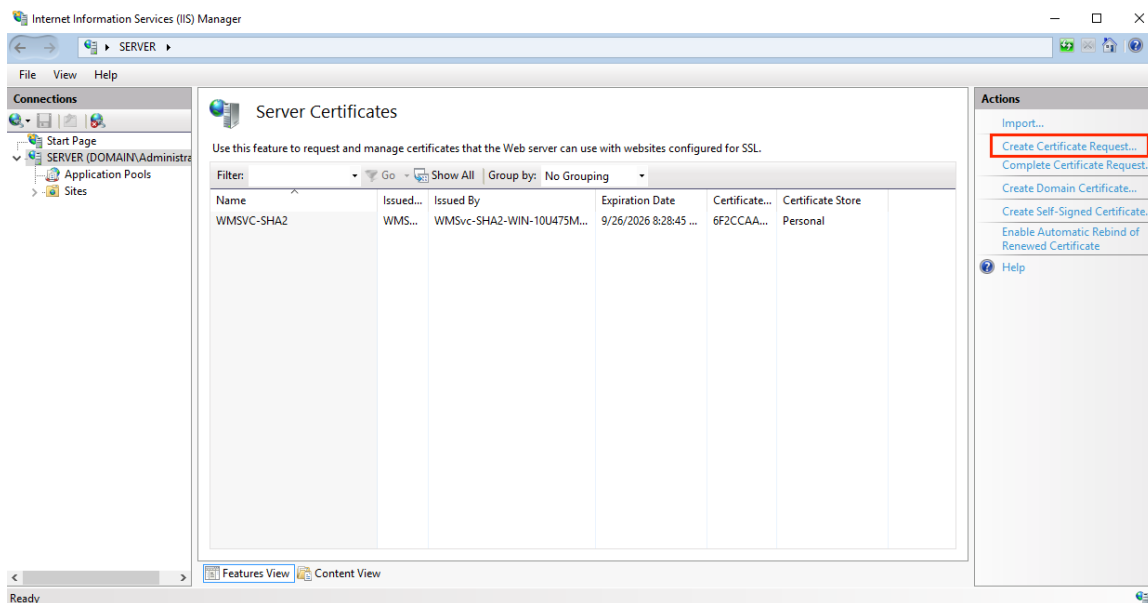 Internet Information Services (IIS) Manager
SERVER
File View Help
Connections
Start Page
SERVER (DOMAIN\Administra
Application Pools
Sites
Server Certificates
Use this feature to request and manage certificates that the Web server can use with websites configured for SSL.
Filter: Go Show All Group by: No Grouping
Name Issued... Issued By Expiration Date Certificate... Certificate Store
WMSVC-SHA2 WMS... WMSvc-SHA2-WIN-10U475M... 9/26/2026 8:28:45 ... 6F2CCAA... Personal
Features View Content View
Actions
Import...
Create Certificate Request...
Complete Certificate Request.
Create Domain Certificate...
Create Self-Signed Certificate.
Enable Automatic Rebind of
Renewed Certificate
Help
Ready